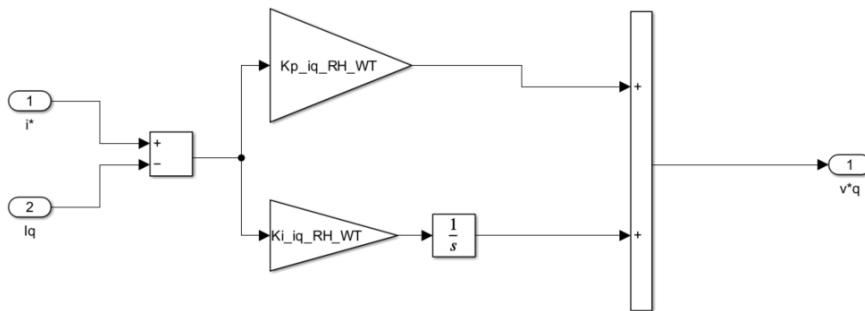 Kp_iq_RH_WT
1
i*
+
−
+
1
v*q
2
Iq
Ki_iq_RH_WT
1
s
+